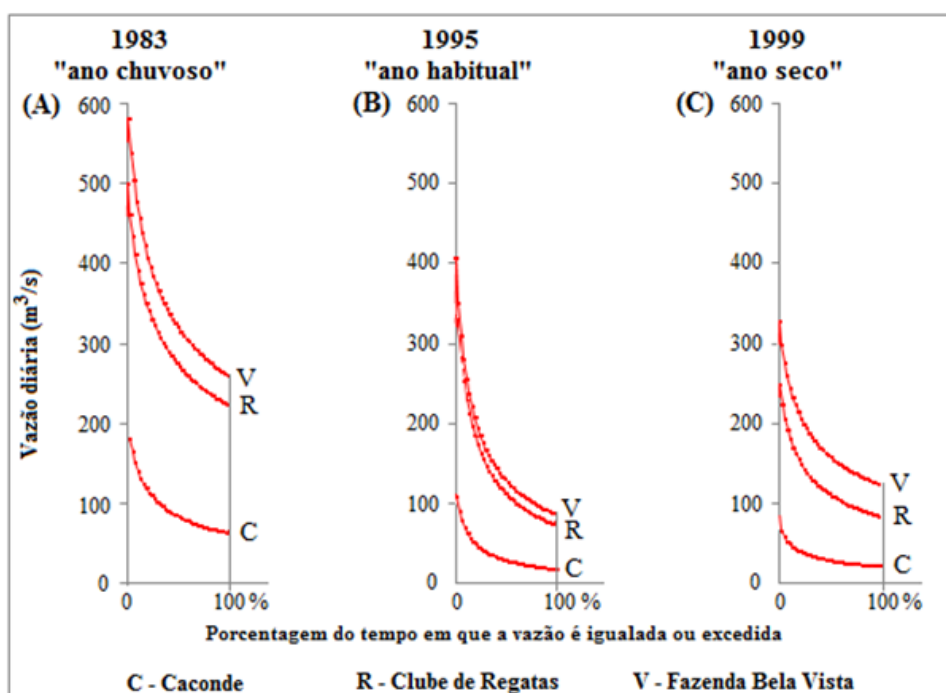 1983
"ano chuvoso"
1995
"ano habitual"
1999
"ano seco"
(A)
(B)
(C)
Vazão diária (m³/s)
600
500
400
300
200
100
0
V
R
C
0 100 %
600
500
400
300
200
100
0
V
R
C
0 100 %
600
500
400
300
200
100
0
V
R
C
0 100 %
Porcentagem do tempo em que a vazão é igualada ou excedida
C - Caconde R - Clube de Regatas V - Fazenda Bela Vista